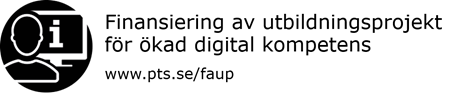 Finansiering av utbildningsprojekt
för ökad digital kompetens
www.pts.se/faup